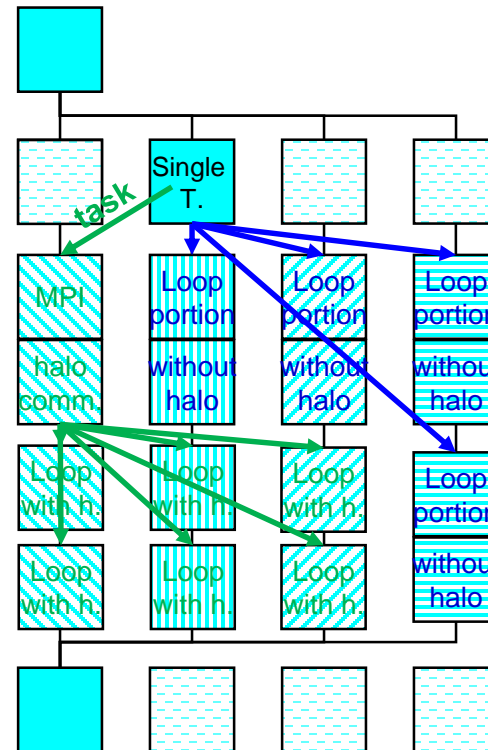 Single
T.
task
MPI
halo
comm.
Loop
portion
without
halo
Loop
portion
without
halo
Loop
portion
without
halo
Loop
with h.
Loop
with h.
Loop
with h.
Loop
portion
without
halo
Loop
with h.
Loop
with h.
Loop
with h.